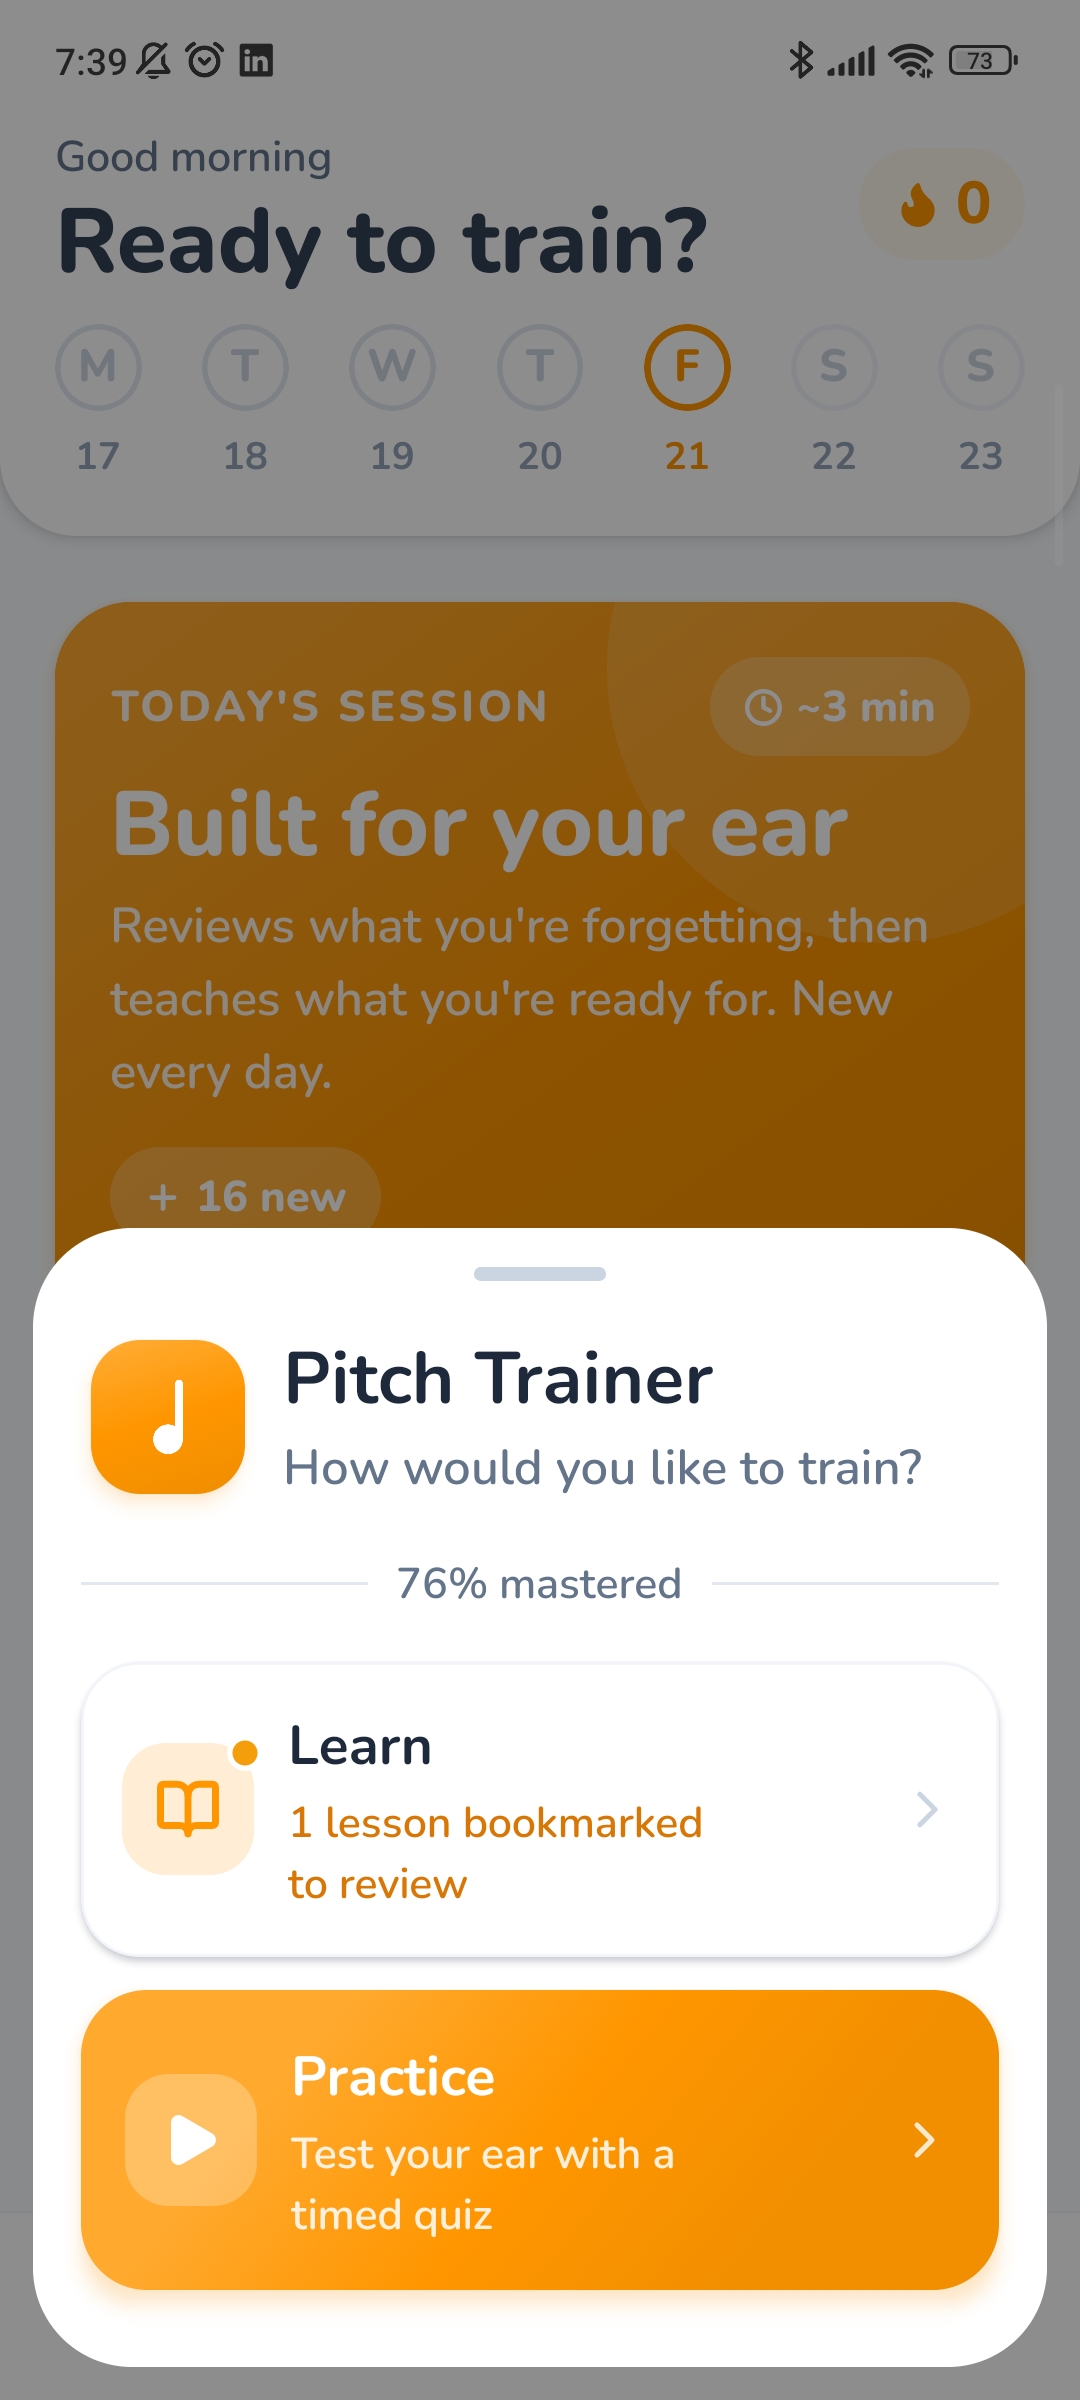 7:39
73
Good morning
Ready to train?
0
M T W T F S S
17 18 19 20 21 22 23
TODAY'S SESSION
~3 min
Built for your ear
Reviews what you're forgetting, then
teaches what you're ready for. New
every day.
+ 16 new
Pitch Trainer
How would you like to train?
76% mastered
Learn
1 lesson bookmarked
to review
Practice
Test your ear with a
timed quiz